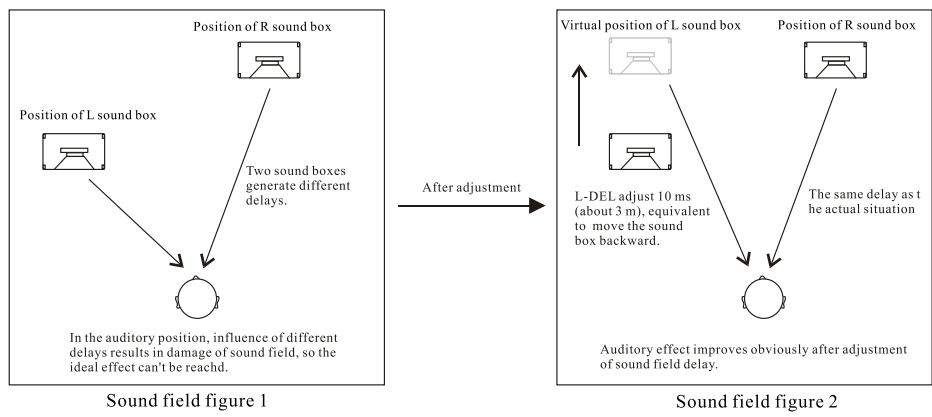 Position of R sound box
Position of L sound box
Two sound boxes
generate different
delays.
In the auditory position, influence of different
delays results in damage of sound field, so the
ideal effect can't be reachd.
Sound field figure 1
After adjustment
Virtual position of L sound box
Position of R sound box
L-DEL adjust 10 ms
(about 3 m), equivalent
to move the sound
box backward.
The same delay as t
he actual situation
Auditory effect improves obviously after adjustment
of sound field delay.
Sound field figure 2